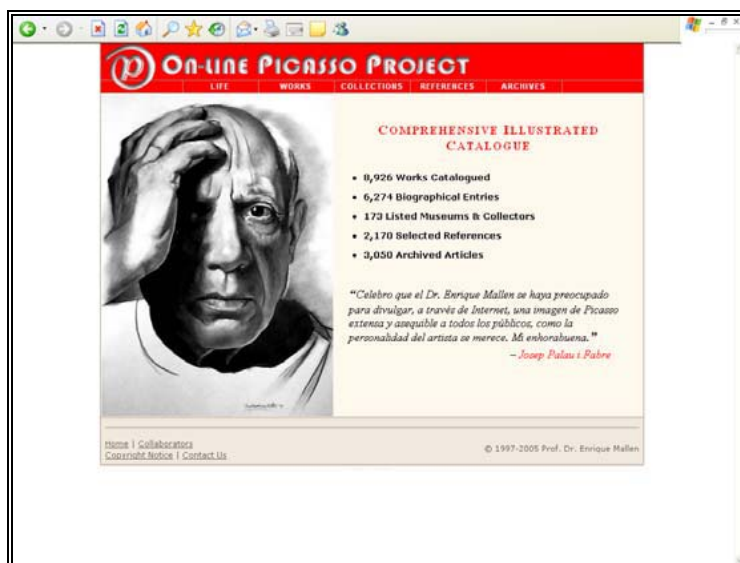 ON-LINE PICASSO PROJECT
LIFE WORKS COLLECTIONS REFERENCES ARCHIVES
COMPREHENSIVE ILLUSTRATED
CATALOGUE
• 8,926 Works Catalogued
• 6,274 Biographical Entries
• 173 Listed Museums & Collectors
• 2,170 Selected References
• 3,050 Archived Articles
“Celebro que el Dr. Enrique Mallen se haya preocupado
para divulgar, a través de Internet, una imagen de Picasso
extensa y asequible a todos los públicos, como la
personalidad del artista se merece. Mi enhorabuena.”
– Josep Palau i Fabre
Home | Collaborators
Copyright Notice | Contact Us
© 1997-2005 Prof. Dr. Enrique Mallen